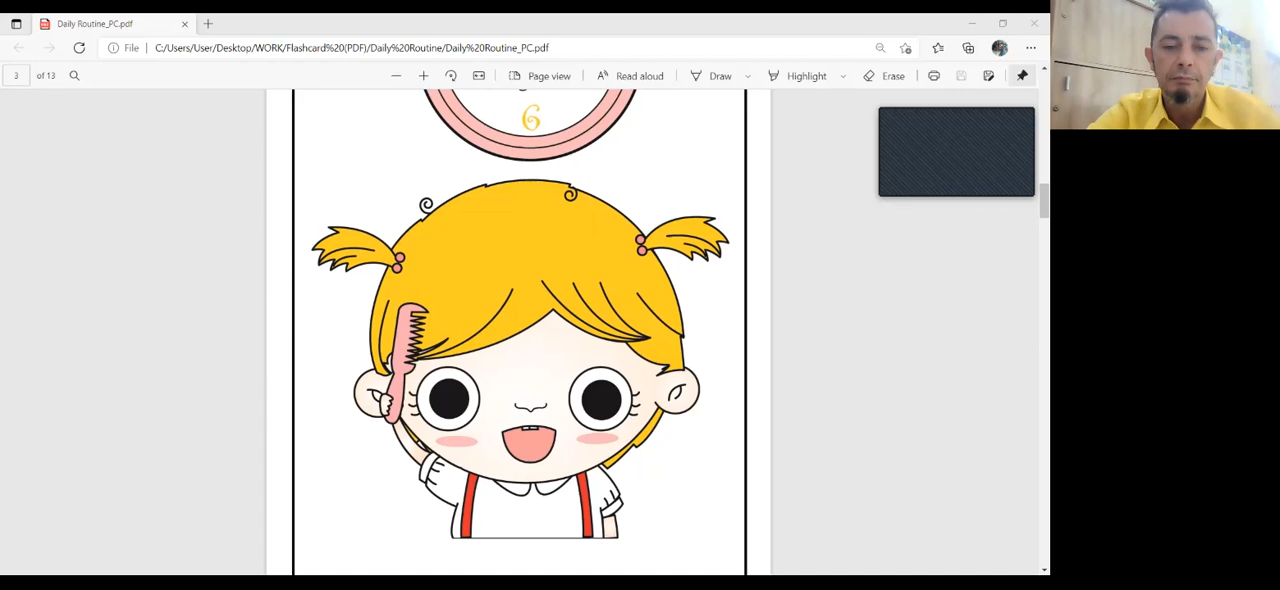 Daily Routine_PC.pdf
File C:/Users/User/Desktop/WORK/Flashcard%20(PDF)/Daily%20Routine/Daily%20Routine_PC.pdf
3 of 13 Page view Read aloud Draw Highlight Erase
6